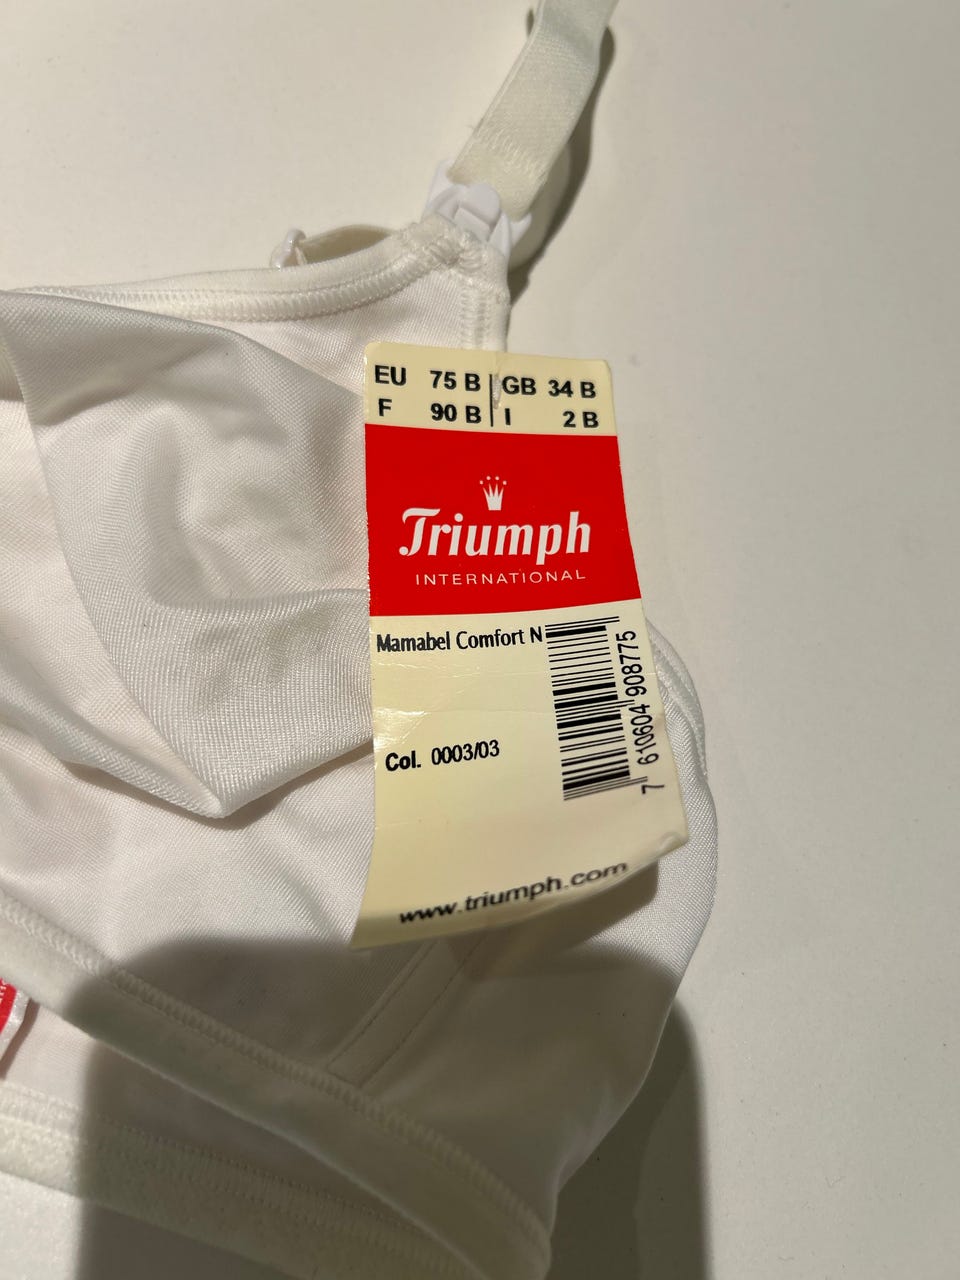 EU 75 B | GB 34 B
F 90 B | I 2 B
Triumph
INTERNATIONAL
Mamabel Comfort N
7 610604 908775
Col. 0003/03
www.triumph.com